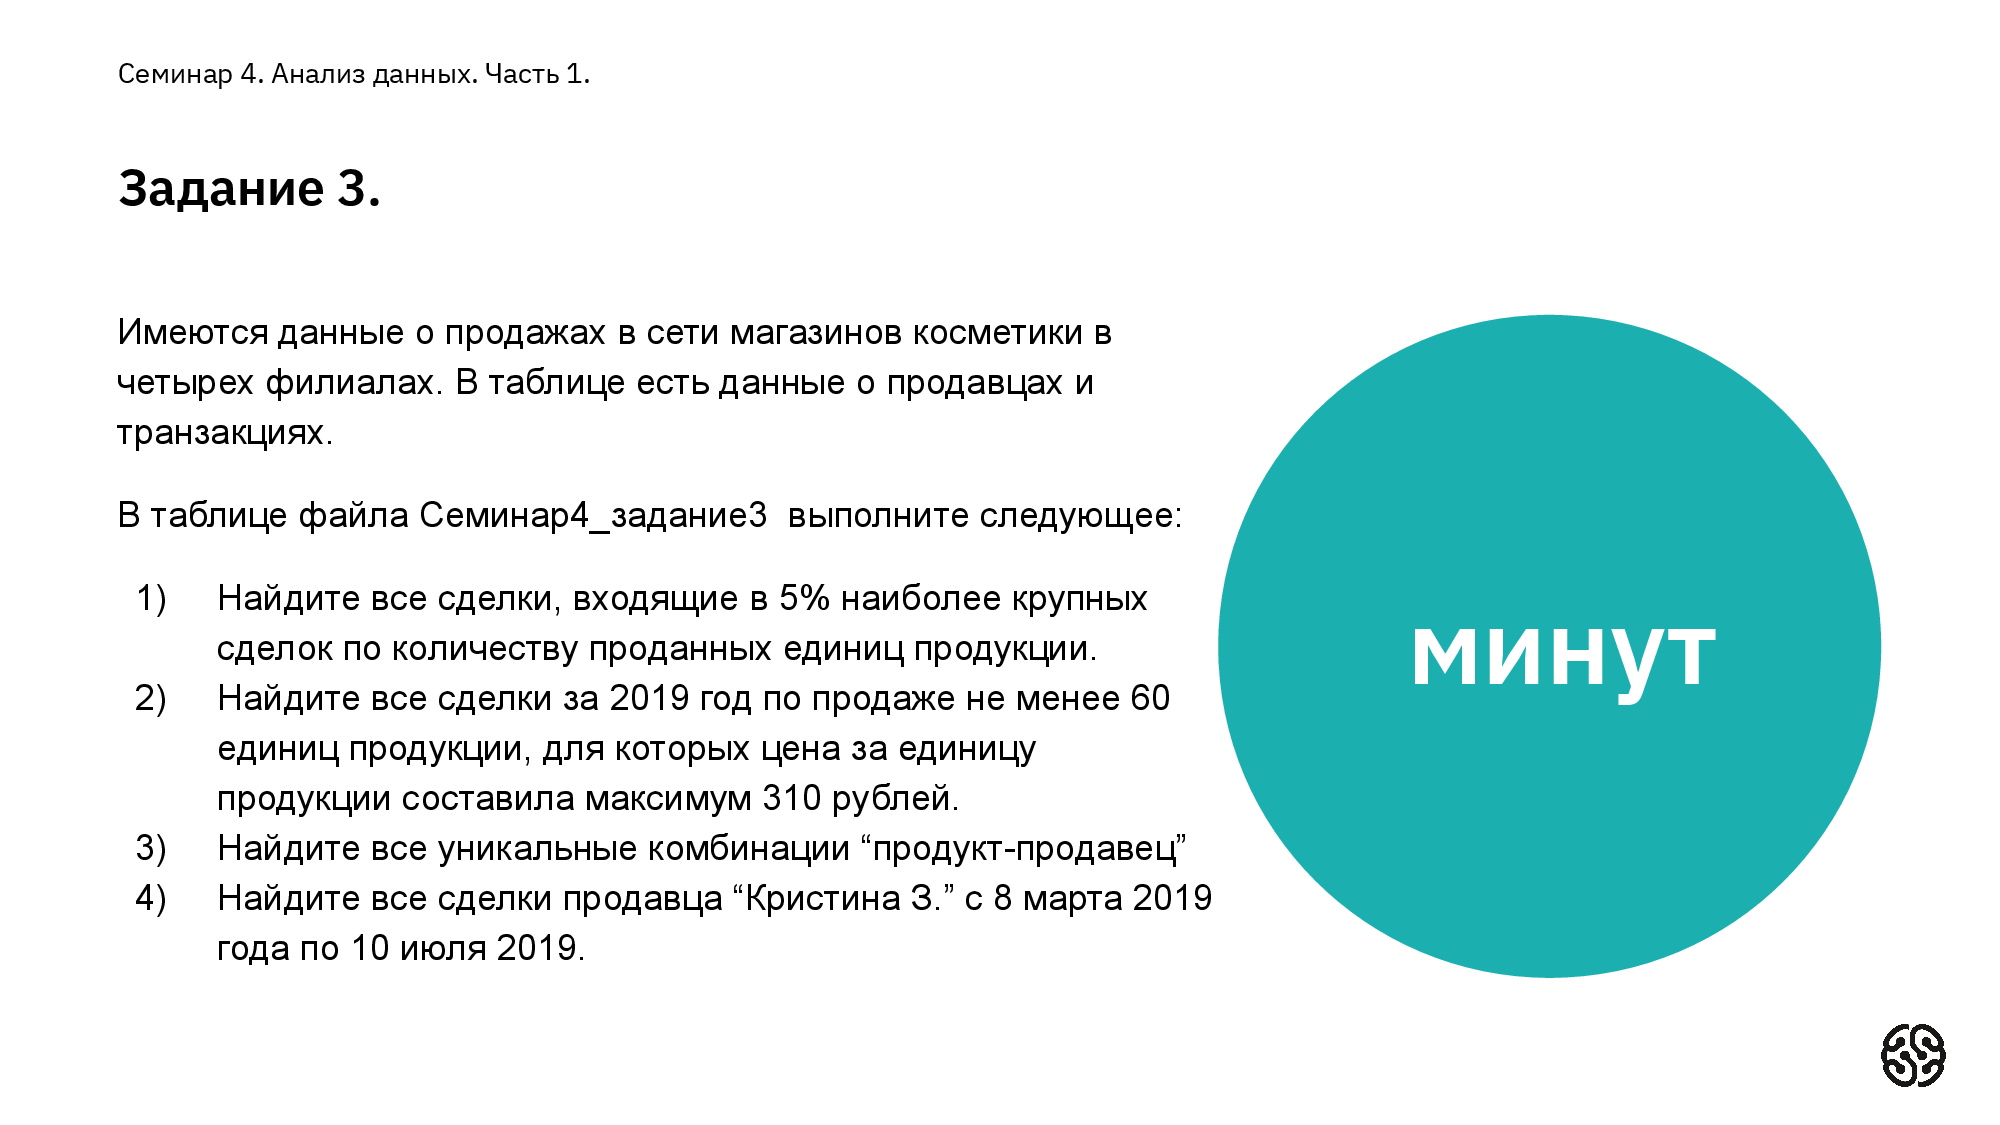 Семинар 4. Анализ данных. Часть 1.
Задание 3.
Имеются данные о продажах в сети магазинов косметики в
четырех филиалах. В таблице есть данные о продавцах и
транзакциях.
В таблице файла Семинар4_задание3  выполните следующее:
1) Найдите все сделки, входящие в 5% наиболее крупных
сделок по количеству проданных единиц продукции.
2) Найдите все сделки за 2019 год по продаже не менее 60
единиц продукции, для которых цена за единицу
продукции составила максимум 310 рублей.
3) Найдите все уникальные комбинации “продукт-продавец”
4) Найдите все сделки продавца “Кристина З.” с 8 марта 2019
года по 10 июля 2019.
минут